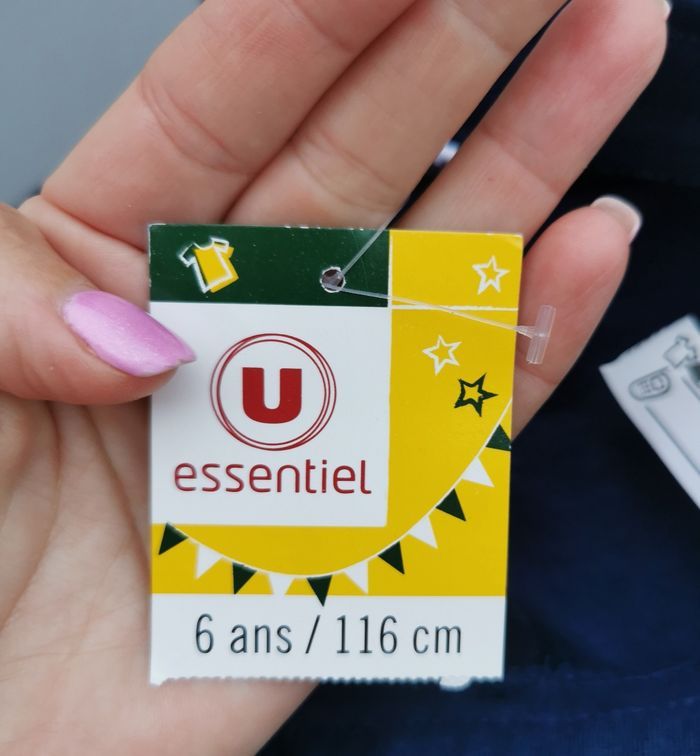 U
essentiel
6 ans / 116 cm